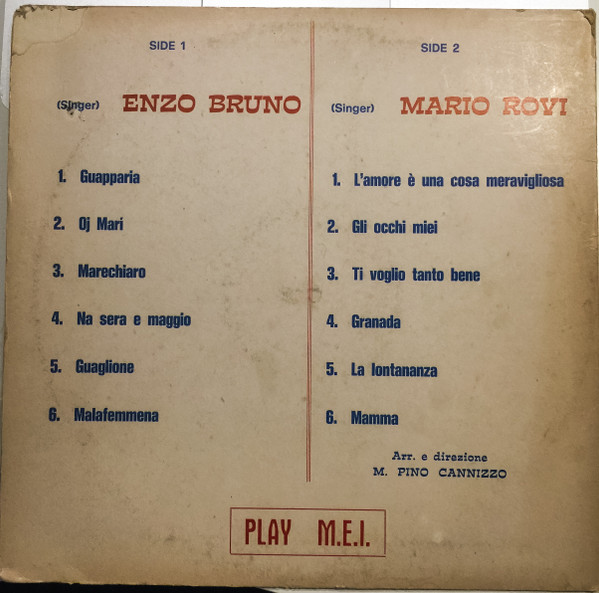 SIDE 1
(Singer) ENZO BRUNO
1. Guapparia
2. Oj Mari
3. Marechiaro
4. Na sera e maggio
5. Guaglione
6. Malafemmena
SIDE 2
(Singer) MARIO ROVI
1. L'amore è una cosa meravigliosa
2. Gli occhi miei
3. Ti voglio tanto bene
4. Granada
5. La lontananza
6. Mamma
Arr. e direzione
M. PINO CANNIZZO
PLAY M.E.I.